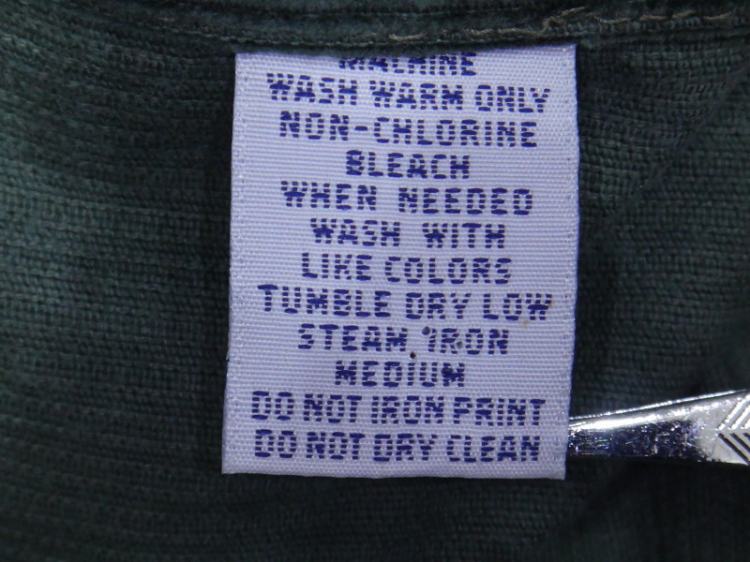 MACHINE
WASH WARM ONLY
NON-CHLORINE
BLEACH
WHEN NEEDED
WASH WITH
LIKE COLORS
TUMBLE DRY LOW
STEAM IRON
MEDIUM
DO NOT IRON PRINT
DO NOT DRY CLEAN